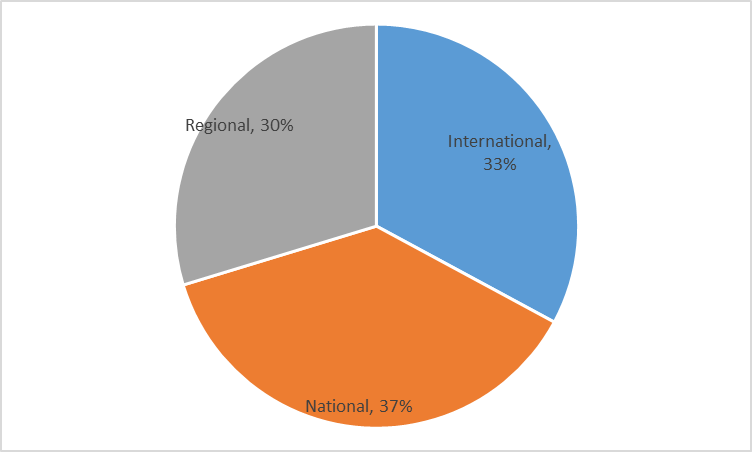 Regional, 30%
International,
33%
National, 37%